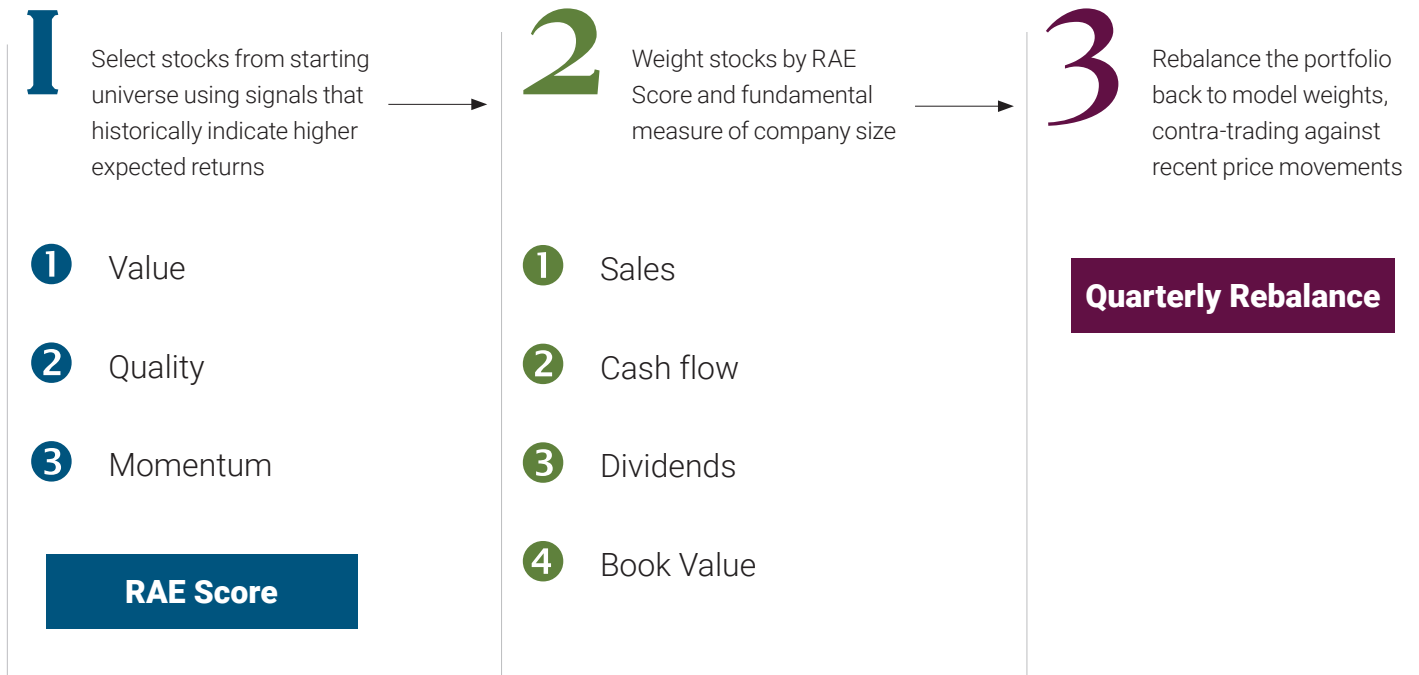 1
Select stocks from starting
universe using signals that
historically indicate higher
expected returns
1 Value
2 Quality
3 Momentum
RAE Score
2
Weight stocks by RAE
Score and fundamental
measure of company size
1 Sales
2 Cash flow
3 Dividends
4 Book Value
3
Rebalance the portfolio
back to model weights,
contra-trading against
recent price movements
Quarterly Rebalance